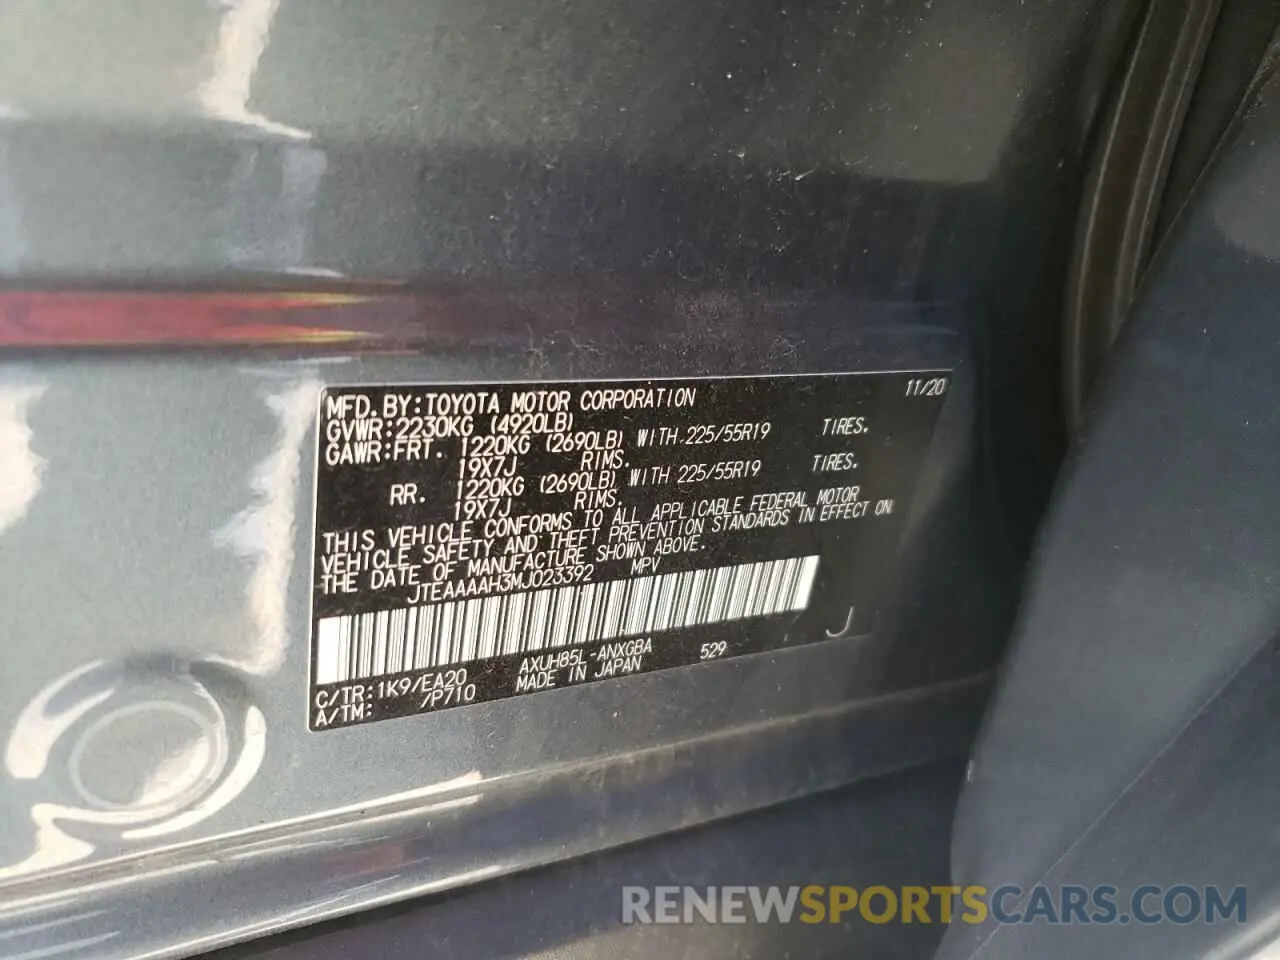 MFD.BY:TOYOTA MOTOR CORPORATION 11/20
GVWR:2230KG (4920LB)
GAWR:FRT. 1220KG (2690LB) WITH 225/55R19 TIRES.
19X7J RIMS.
RR. 1220KG (2690LB) WITH 225/55R19 TIRES.
19X7J RIMS.
THIS VEHICLE CONFORMS TO ALL APPLICABLE FEDERAL MOTOR
VEHICLE SAFETY AND THEFT PREVENTION STANDARDS IN EFFECT ON
THE DATE OF MANUFACTURE SHOWN ABOVE.
JTEAAAAH3MJ023392 MPV
J
C/TR:1K9/EA20 AXUH85L-ANXGBA 529
A/TM: /P710 MADE IN JAPAN
RENEWSPORTSCARS.COM